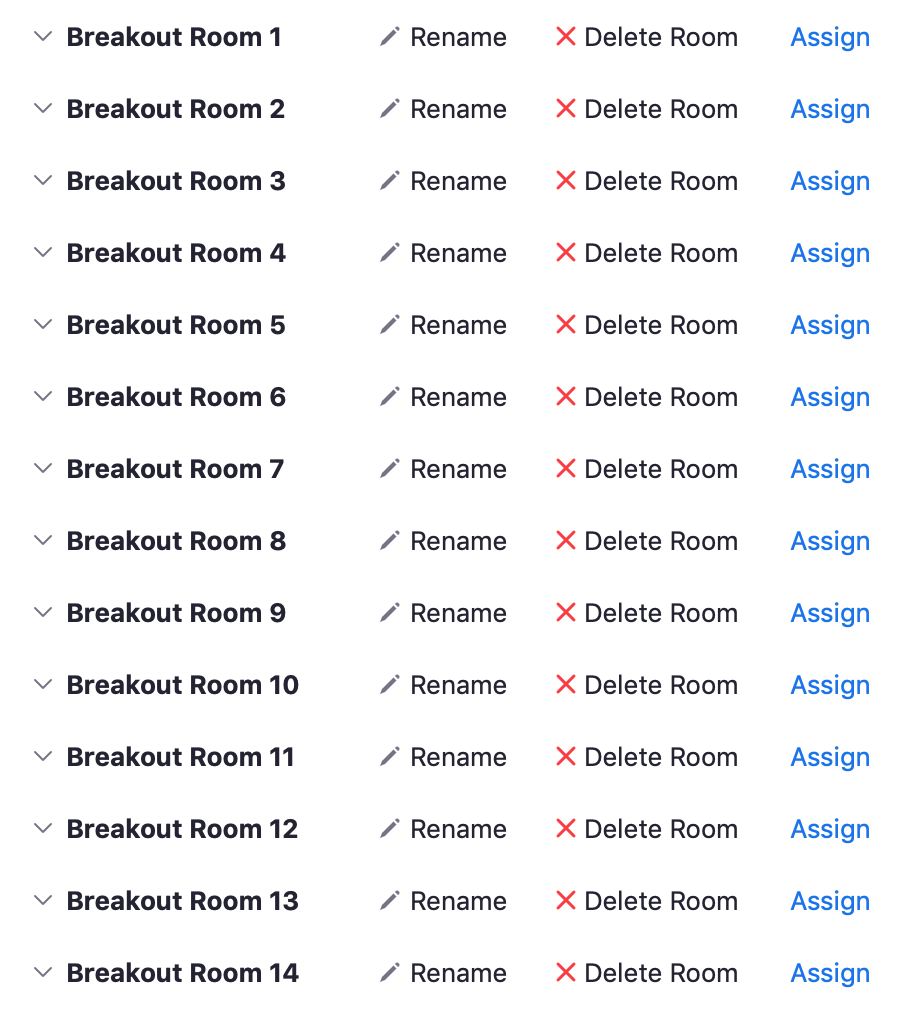 Breakout Room 1 Rename Delete Room Assign
Breakout Room 2 Rename Delete Room Assign
Breakout Room 3 Rename Delete Room Assign
Breakout Room 4 Rename Delete Room Assign
Breakout Room 5 Rename Delete Room Assign
Breakout Room 6 Rename Delete Room Assign
Breakout Room 7 Rename Delete Room Assign
Breakout Room 8 Rename Delete Room Assign
Breakout Room 9 Rename Delete Room Assign
Breakout Room 10 Rename Delete Room Assign
Breakout Room 11 Rename Delete Room Assign
Breakout Room 12 Rename Delete Room Assign
Breakout Room 13 Rename Delete Room Assign
Breakout Room 14 Rename Delete Room Assign